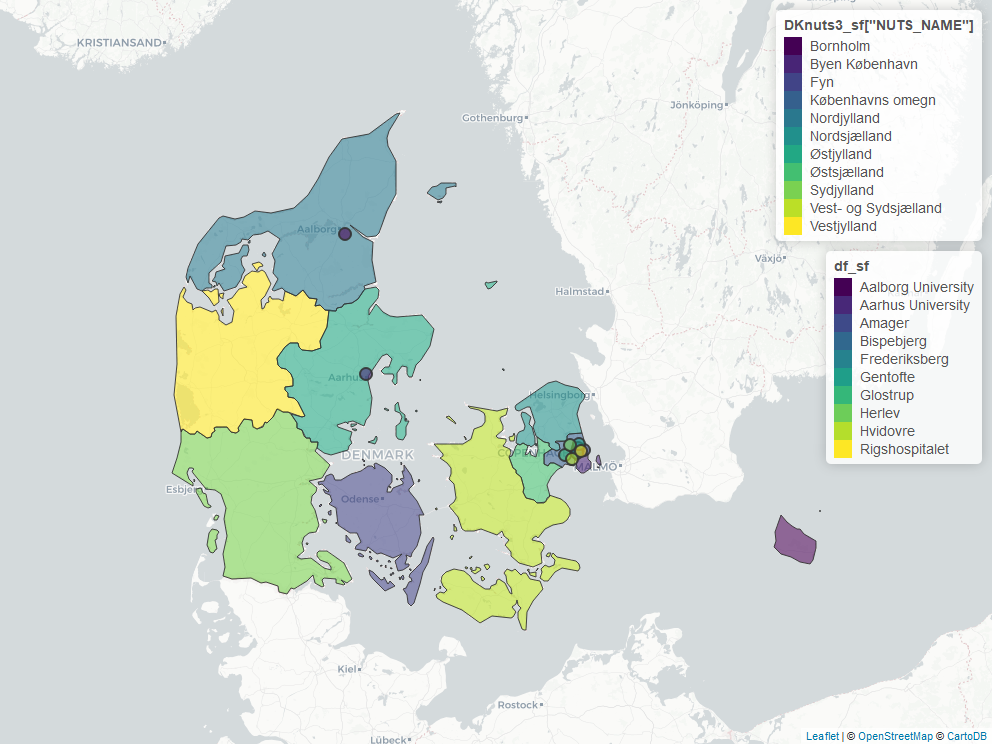 KRISTIANSAND
DKnuts3_sf["NUTS_NAME"]
Bornholm
Byen København
Fyn
Københavns omegn
Nordjylland
Nordsjælland
Østjylland
Østsjælland
Sydjylland
Vest- og Sydsjælland
Vestjylland
Jönköping
Gothenburg
Aalborg
Växjö
df_sf
Aalborg University
Aarhus University
Amager
Bispebjerg
Frederiksberg
Gentofte
Glostrup
Herlev
Hvidovre
Rigshospitalet
Halmstad
Aarhus
Helsingborg
DENMARK
COPENHAG
MALMÖ
Esbjer
Odense
Kiel
Rostock
Lübeck
Leaflet | © OpenStreetMap © CartoDB